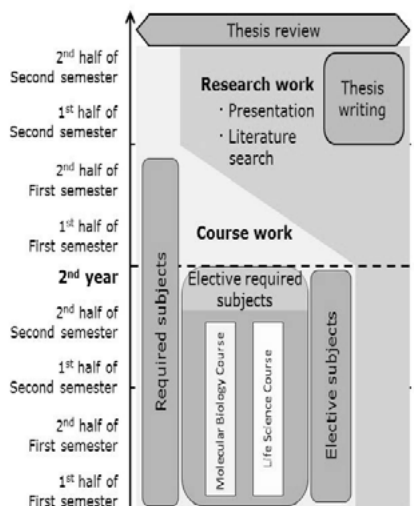 Thesis review
2nd half of
Second semester
1st half of
Second semester
2nd half of
First semester
1st half of
First semester
2nd year
2nd half of
Second semester
1st half of
Second semester
2nd half of
First semester
1st half of
First semester
Research work
・Presentation
・Literature
search
Thesis
writing
Course work
Required subjects
Elective required
subjects
Molecular Biology Course
Life Science Course
Elective subjects